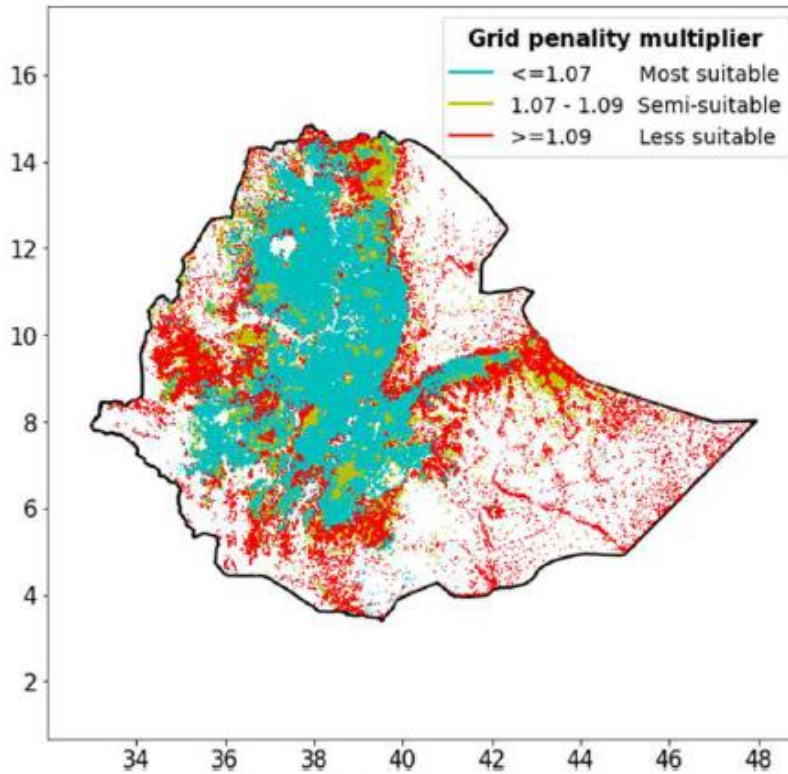 Grid penality multiplier
<=1.07 Most suitable
1.07 - 1.09 Semi-suitable
>=1.09 Less suitable
16
14
12
10
8
6
4
2
34 36 38 40 42 44 46 48